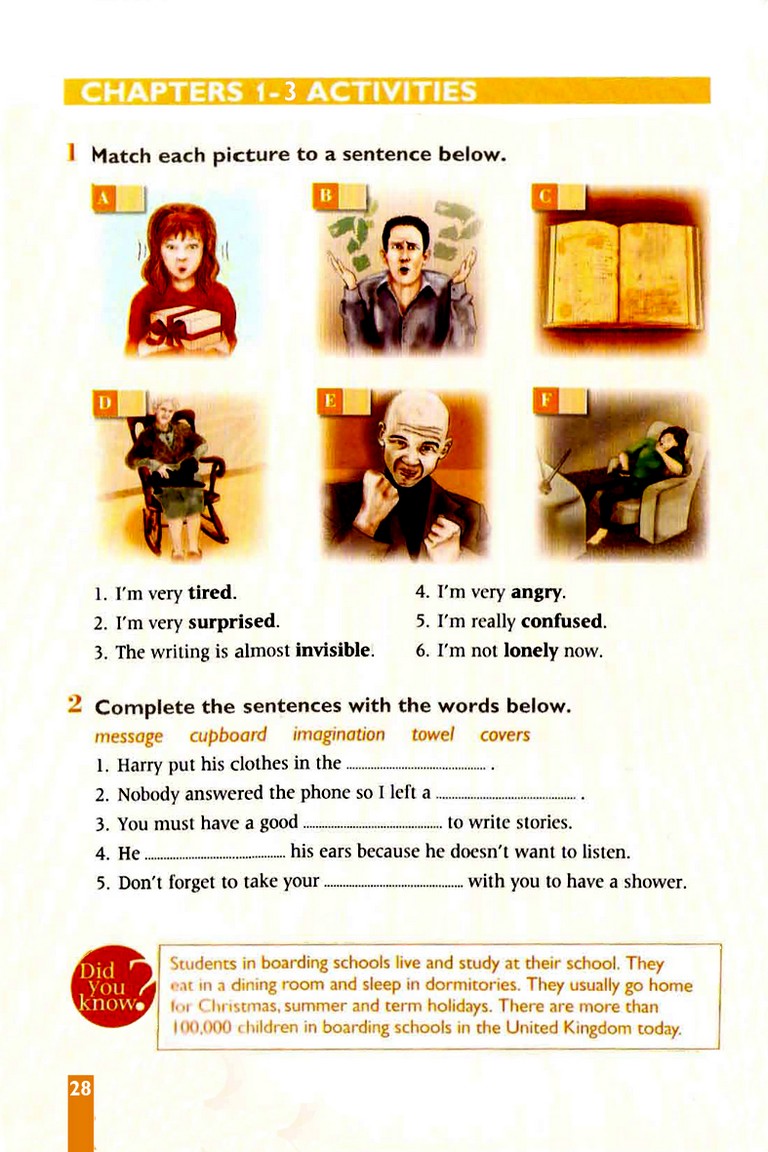 CHAPTERS 1-3 ACTIVITIES
1 Match each picture to a sentence below.
A
B
C
D
E
F
1. I'm very tired.
2. I'm very surprised.
3. The writing is almost invisible.
4. I'm very angry.
5. I'm really confused.
6. I'm not lonely now.
2 Complete the sentences with the words below.
message cupboard imagination towel covers
1. Harry put his clothes in the ............................................. .
2. Nobody answered the phone so I left a ............................................. .
3. You must have a good ............................................. to write stories.
4. He ............................................. his ears because he doesn't want to listen.
5. Don't forget to take your ............................................. with you to have a shower.
Did
you
know?
Students in boarding schools live and study at their school. They
eat in a dining room and sleep in dormitories. They usually go home
for Christmas, summer and term holidays. There are more than
100,000 children in boarding schools in the United Kingdom today.
28